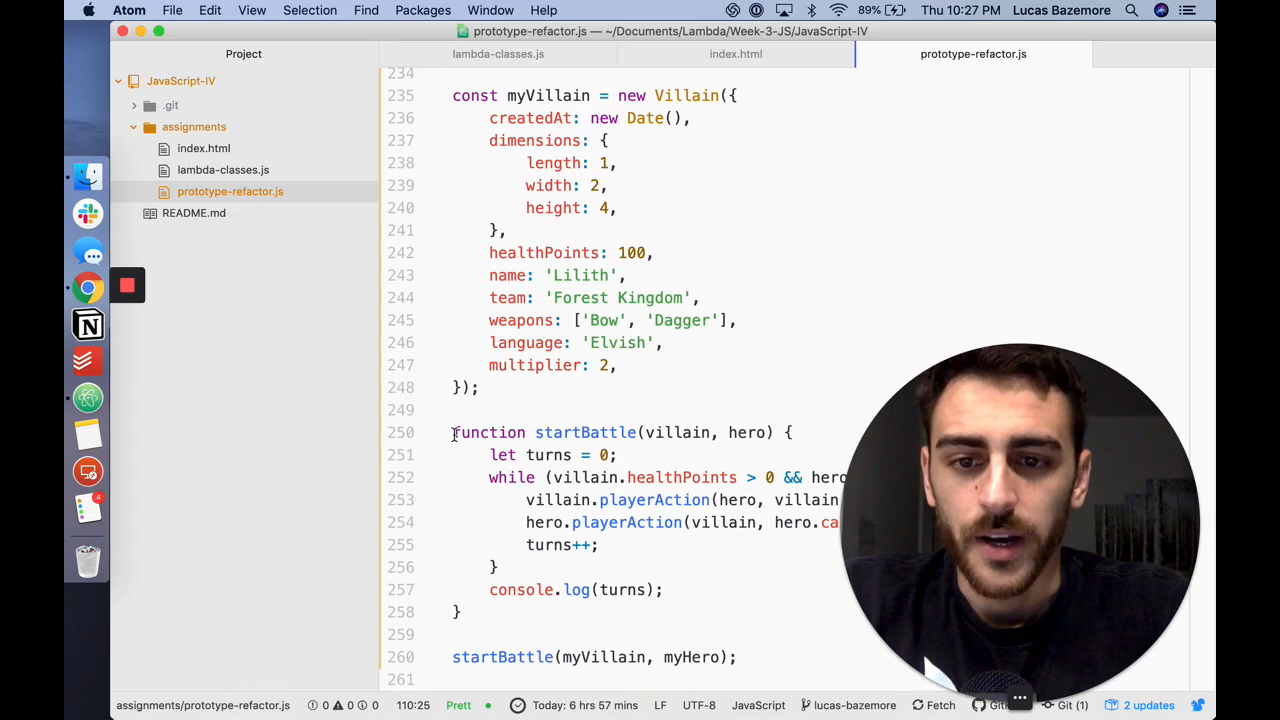 Atom File Edit View Selection Find Packages Window Help 89% Thu 10:27 PM Lucas Bazemore
prototype-refactor.js — ~/Documents/Lambda/Week-3-JS/JavaScript-IV
Project lambda-classes.js index.html prototype-refactor.js
JavaScript-IV
.git
assignments
index.html
lambda-classes.js
prototype-refactor.js
README.md
4
234
235 const myVillain = new Villain({
236 createdAt: new Date(),
237 dimensions: {
238 length: 1,
239 width: 2,
240 height: 4,
241 },
242 healthPoints: 100,
243 name: 'Lilith',
244 team: 'Forest Kingdom',
245 weapons: ['Bow', 'Dagger'],
246 language: 'Elvish',
247 multiplier: 2,
248 });
249
250 function startBattle(villain, hero) {
251 let turns = 0;
252 while (villain.healthPoints > 0 && hero
253 villain.playerAction(hero, villain
254 hero.playerAction(villain, hero.ca
255 turns++;
256 }
257 console.log(turns);
258 }
259
260 startBattle(myVillain, myHero);
261
assignments/prototype-refactor.js 0 0 0 110:25 Prett Today: 6 hrs 57 mins LF UTF-8 JavaScript lucas-bazemore Fetch Git (1) 2 updates